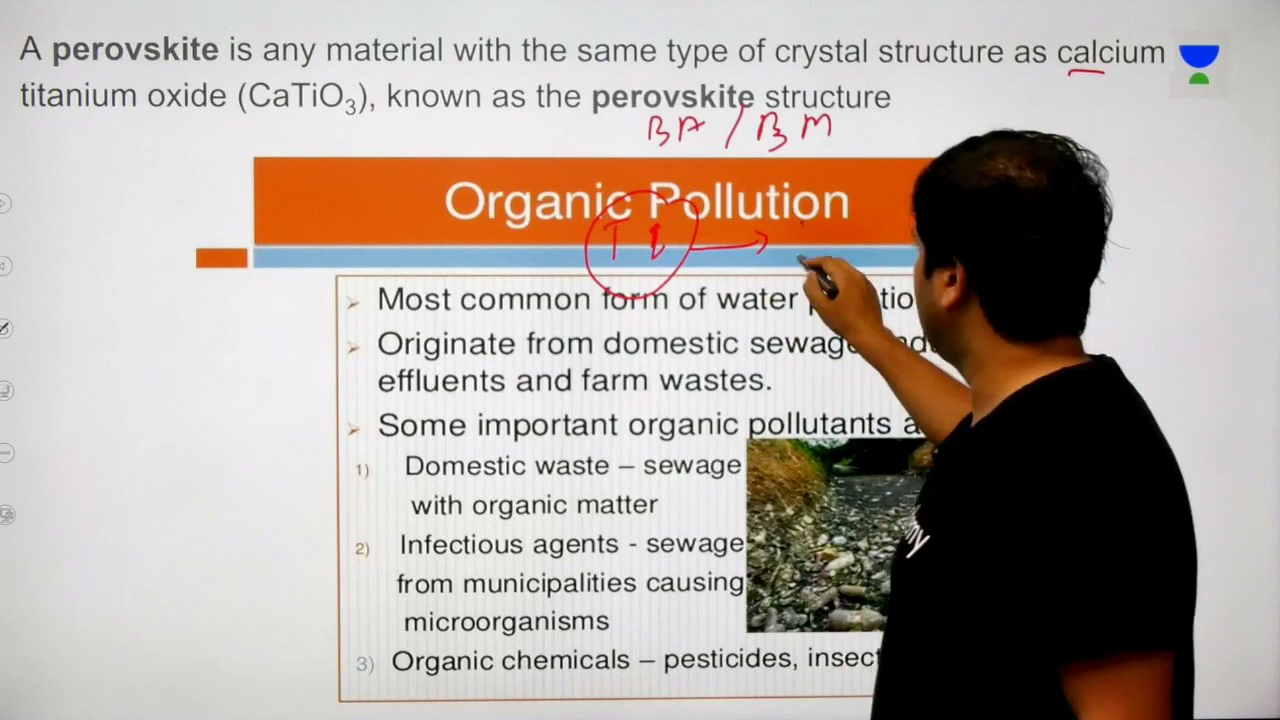 A perovskite is any material with the same type of crystal structure as calcium
titanium oxide (CaTiO₃), known as the perovskite structure
BA / BM
Organic Pollution
Most common form of water
Originate from domestic sewage
effluents and farm wastes.
Some important organic pollutants
1) Domestic waste – sewage
with organic matter
2) Infectious agents - sewage
from municipalities causing
microorganisms
3) Organic chemicals – pesticides,